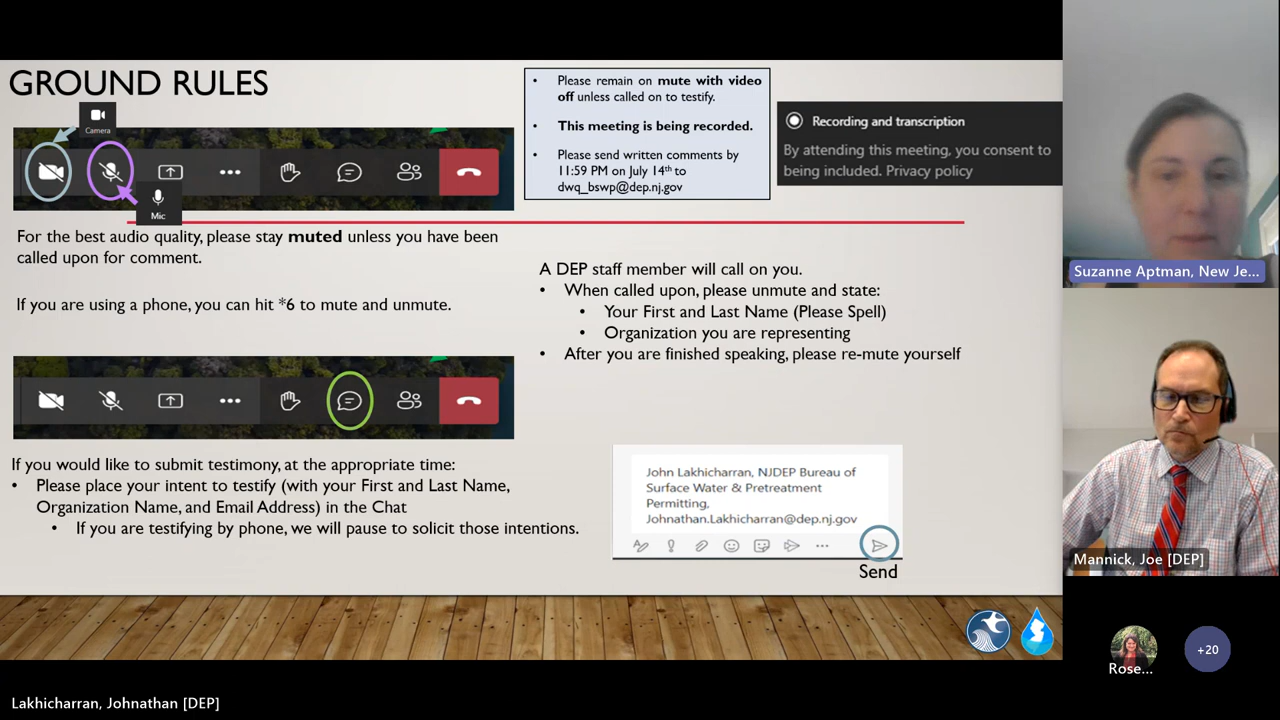 GROUND RULES
Camera
Mic
• Please remain on mute with video
off unless called on to testify.
• This meeting is being recorded.
• Please send written comments by
11:59 PM on July 14th to
dwq_bswp@dep.nj.gov
Recording and transcription
By attending this meeting, you consent to
being included. Privacy policy
For the best audio quality, please stay muted unless you have been
called upon for comment.
If you are using a phone, you can hit *6 to mute and unmute.
A DEP staff member will call on you.
• When called upon, please unmute and state:
• Your First and Last Name (Please Spell)
• Organization you are representing
• After you are finished speaking, please re-mute yourself
If you would like to submit testimony, at the appropriate time:
• Please place your intent to testify (with your First and Last Name,
Organization Name, and Email Address) in the Chat
• If you are testifying by phone, we will pause to solicit those intentions.
John Lakhicharran, NJDEP Bureau of
Surface Water & Pretreatment
Permitting,
Johnathan.Lakhicharran@dep.nj.gov
Send
Suzanne Aptman, New Je...
Mannick, Joe [DEP]
Rose...
+20
Lakhicharran, Johnathan [DEP]